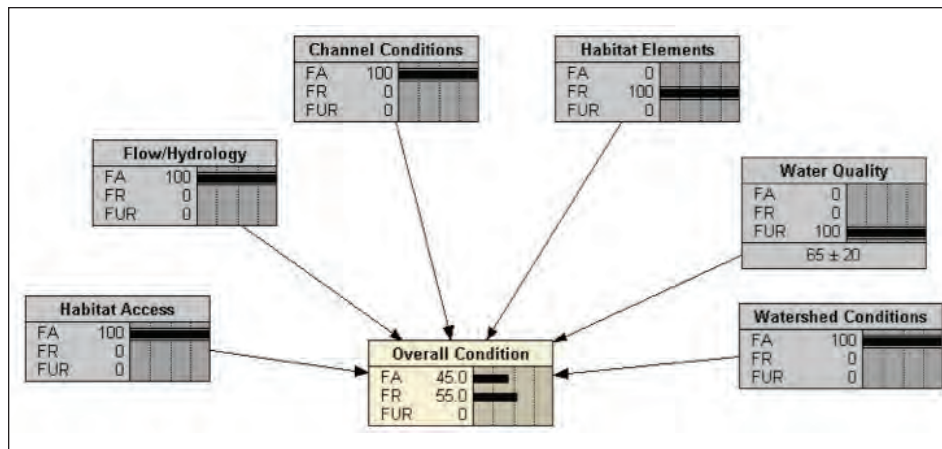 Channel Conditions
FA 100
FR 0
FUR 0
Habitat Elements
FA 0
FR 100
FUR 0
Flow/Hydrology
FA 100
FR 0
FUR 0
Water Quality
FA 0
FR 0
FUR 100
65 ± 20
Habitat Access
FA 100
FR 0
FUR 0
Overall Condition
FA 45.0
FR 55.0
FUR 0
Watershed Conditions
FA 100
FR 0
FUR 0